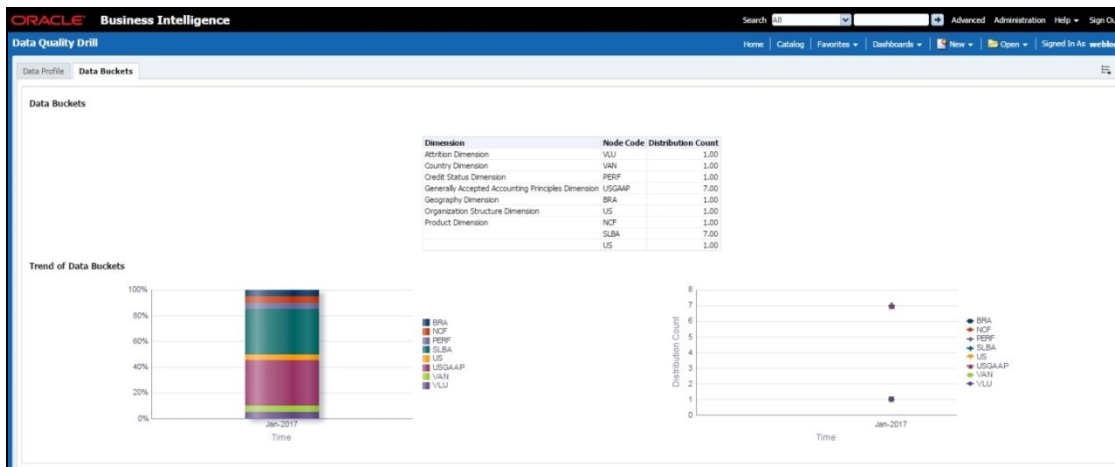 ORACLE Business Intelligence Search All Advanced Administration Help Sign Ou
Data Quality Drill Home Catalog Favorites Dashboards New Open Signed In As weblog
Data Profile Data Buckets
Data Buckets
Dimension Node Code Distribution Count
Attrition Dimension VLU 1.00
Country Dimension VAN 1.00
Credit Status Dimension PERF 1.00
Generally Accepted Accounting Principles Dimension USGAAP 7.00
Geography Dimension BRA 1.00
Organization Structure Dimension US 1.00
Product Dimension NCF 1.00
SLBA 7.00
US 1.00
Trend of Data Buckets
100%
80%
60%
40%
20%
0%
Jan-2017
Time
BRA
NCF
PERF
SLBA
US
USGAAP
VAN
VLU
Distribution Count
8
7
6
5
4
3
2
1
0
Jan-2017
Time
BRA
NCF
PERF
SLBA
US
USGAAP
VAN
VLU